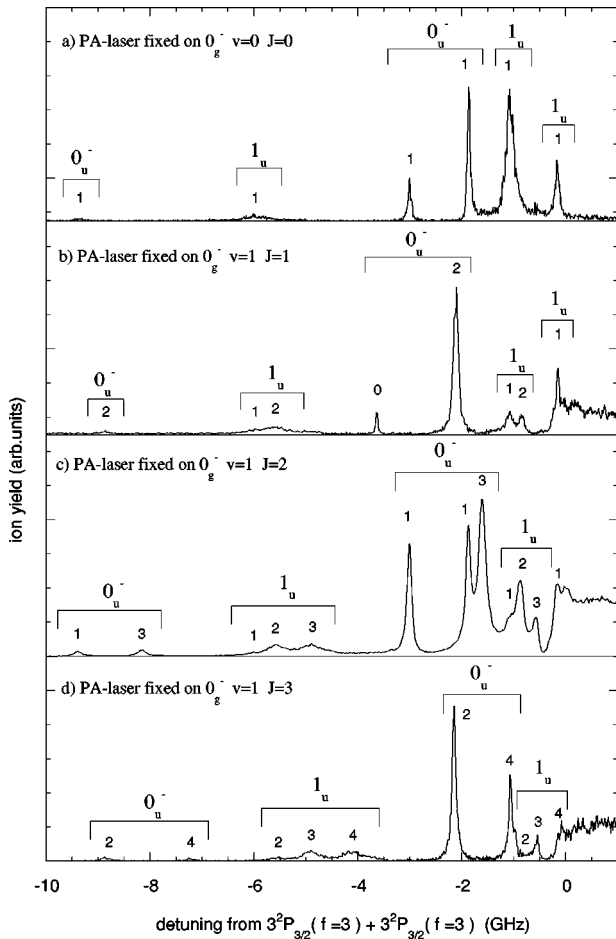 a) PA-laser fixed on 0g- v=0 J=0
0u-
1
1u
1
0u-
1
1
1u
1
1u
1
b) PA-laser fixed on 0g- v=1 J=1
0u-
2
1u
1 2
0u-
0
2
1u
1 2
1u
1
c) PA-laser fixed on 0g- v=1 J=2
0u-
1 3
1u
1 2 3
0u-
1
1
3
1u
1 2 3
1
d) PA-laser fixed on 0g- v=1 J=3
0u-
2 4
1u
2 3 4
0u-
2
4
1u
2 3 4
ion yield (arb.units)
-10 -8 -6 -4 -2 0
detuning from 3²P3/2( f =3) + 3²P3/2( f =3) (GHz)